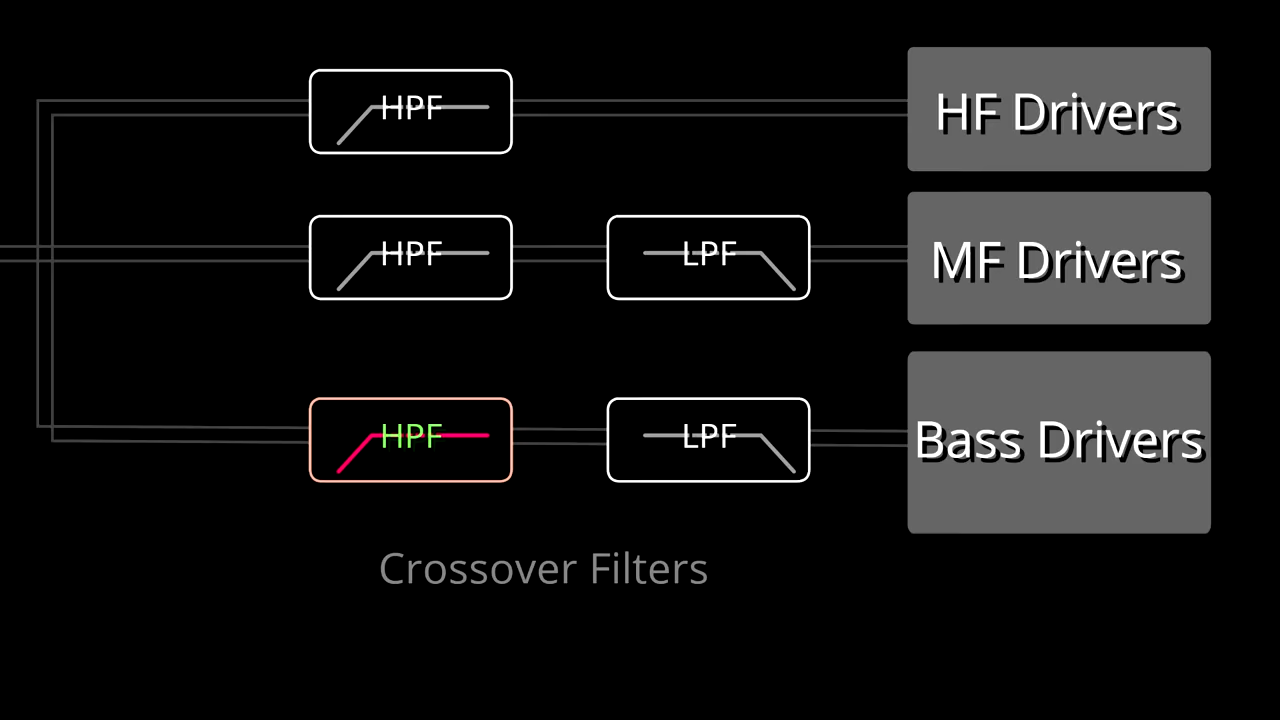 HPF
HF Drivers
HPF
LPF
MF Drivers
HPF
LPF
Bass Drivers
Crossover Filters